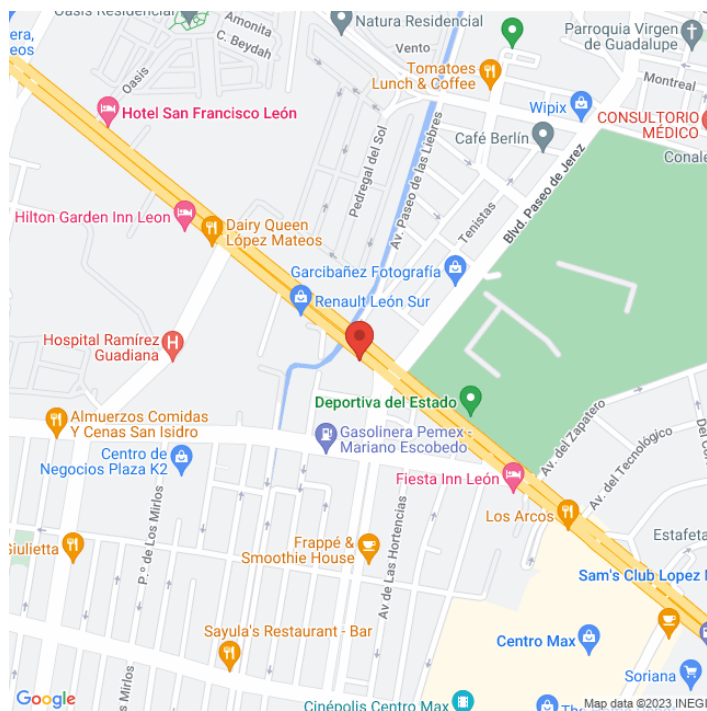 Oasis Residencial
Amonita
C. Beydah
Natura Residencial
Parroquia Virgen
de Guadalupe
Vento
Oasis
Tomatoes
Lunch & Coffee
Montreal
Hotel San Francisco León
Wipix
CONSULTORIO
MÉDICO
Café Berlín
Conale
Pedregal del Sol
Av. Paseo de las Liebres
Blvd. Paseo de Jerez
Tenistas
Hilton Garden Inn Leon
Dairy Queen
López Mateos
Garcibañez Fotografía
Renault León Sur
Hospital Ramírez
Guadiana
Deportiva del Estado
Almuerzos Comidas
Y Cenas San Isidro
Gasolinera Pemex -
Mariano Escobedo
Av. del Zapatero
Av. del Tecnológico
Centro de
Negocios Plaza K2
Fiesta Inn León
P.º de Los Mirlos
Los Arcos
Estafeta
Giulietta
Frappé &
Smoothie House
Av de Las Hortencias
Sam's Club Lopez
Sayula's Restaurant - Bar
Centro Max
Soriana
Mirlos
Cinépolis Centro Max
Google
Map data ©2023 INEGI